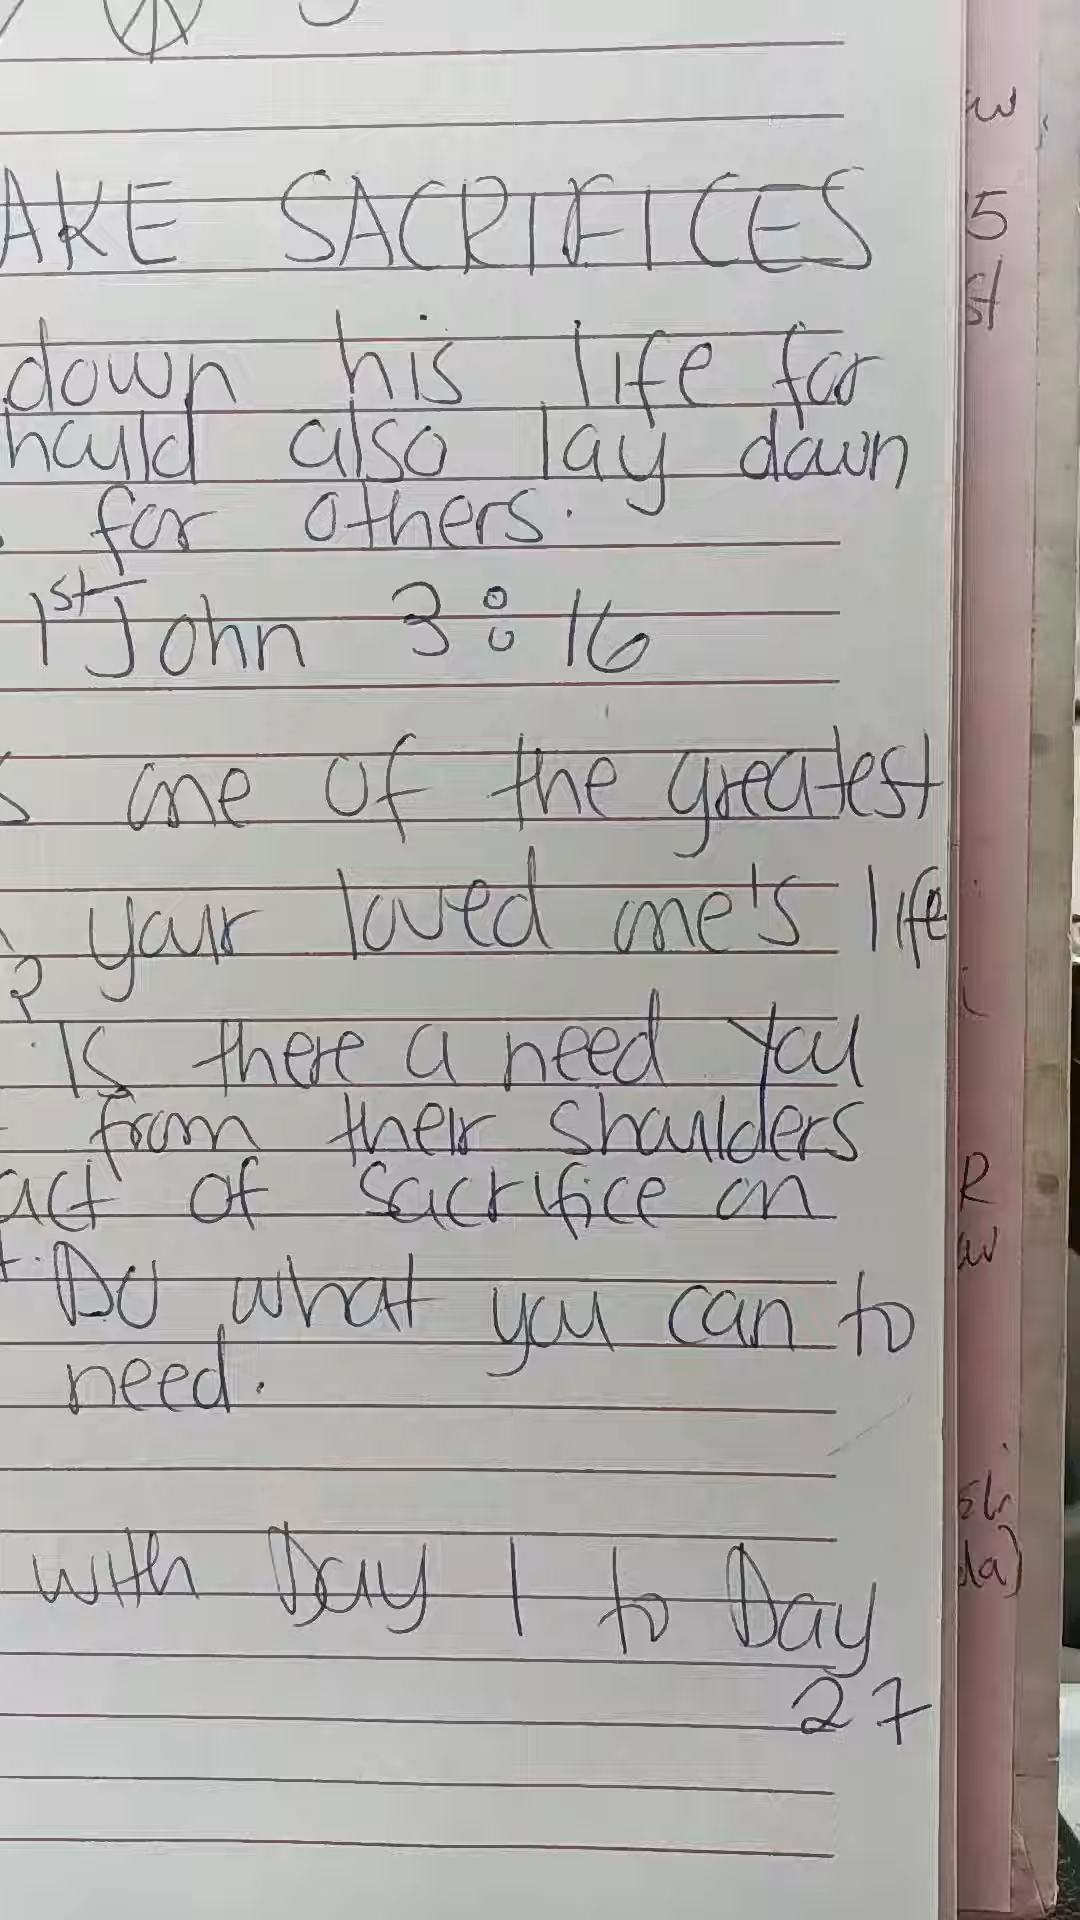 AKE SACRIFICES
down his life for
hould also lay down
for others.
1st John 3:16
one of the greatest
your loved one's life
?
Is there a need you
from their shoulders
act of sacrifice on
Do what you can to
need.
with Day 1 to Day
27